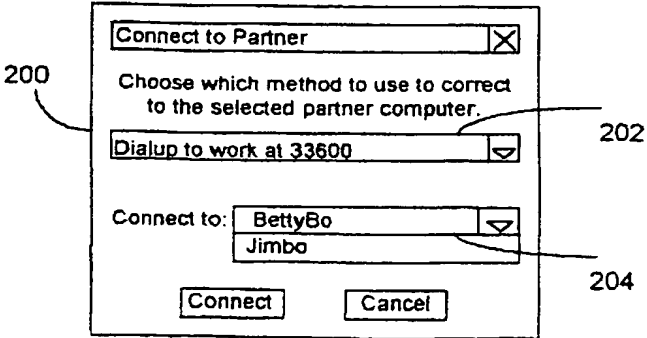 Connect to Partner
Choose which method to use to correct
to the selected partner computer.
200
202
Dialup to work at 33600
Connect to: BettyBo
Jimbo
204
Connect Cancel